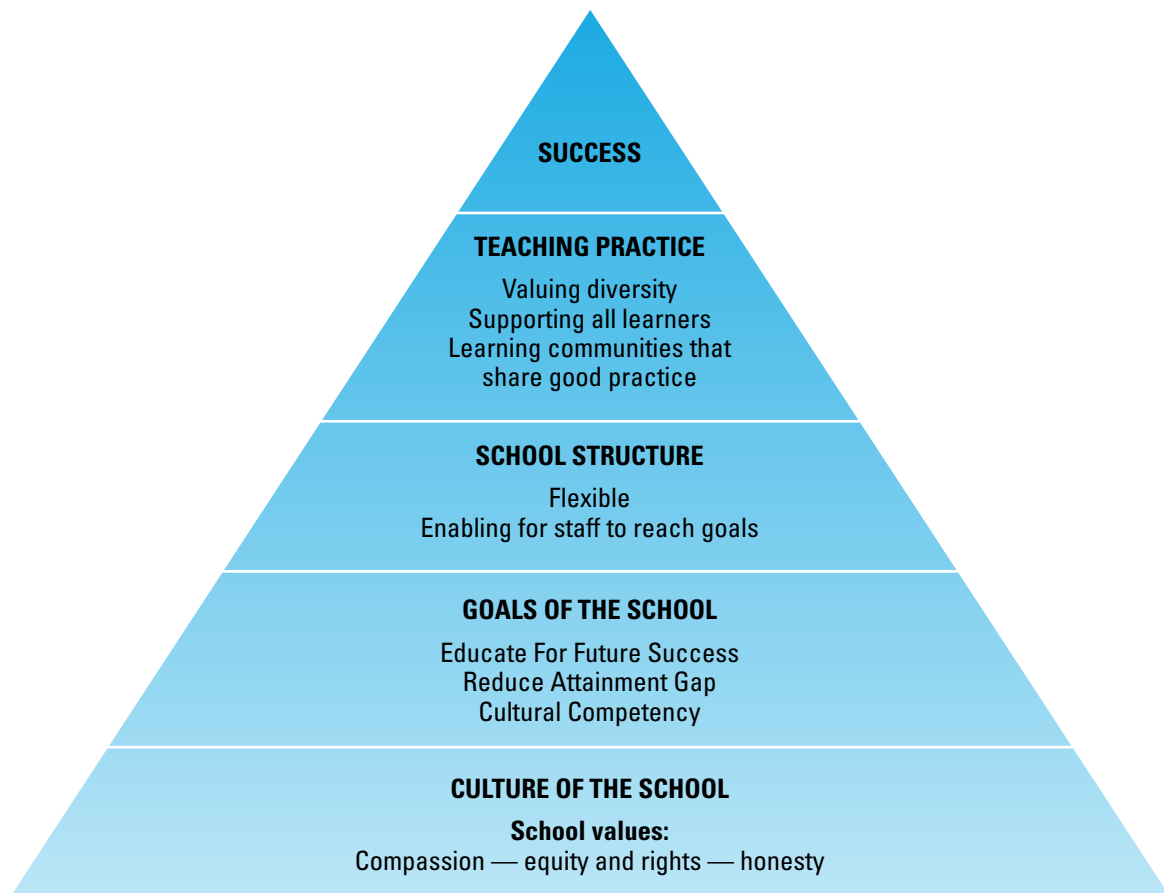 SUCCESS
TEACHING PRACTICE
Valuing diversity
Supporting all learners
Learning communities that
share good practice
SCHOOL STRUCTURE
Flexible
Enabling for staff to reach goals
GOALS OF THE SCHOOL
Educate For Future Success
Reduce Attainment Gap
Cultural Competency
CULTURE OF THE SCHOOL
School values:
Compassion — equity and rights — honesty